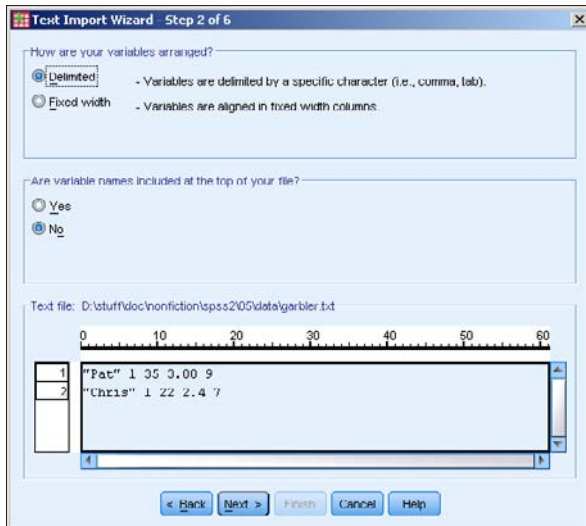 Text Import Wizard - Step 2 of 6
How are your variables arranged?
Delimited - Variables are delimited by a specific character (i.e., comma, tab).
Fixed width - Variables are aligned in fixed width columns.
Are variable names included at the top of your file?
Yes
No
Text file: D:\stuff\doc\nonfiction\spss2\05\data\garbler.txt
0 10 20 30 40 50 60
1 "Pat" 1 35 3.00 9
2 "Chris" 1 22 2.4 7
< Back Next > Finish Cancel Help